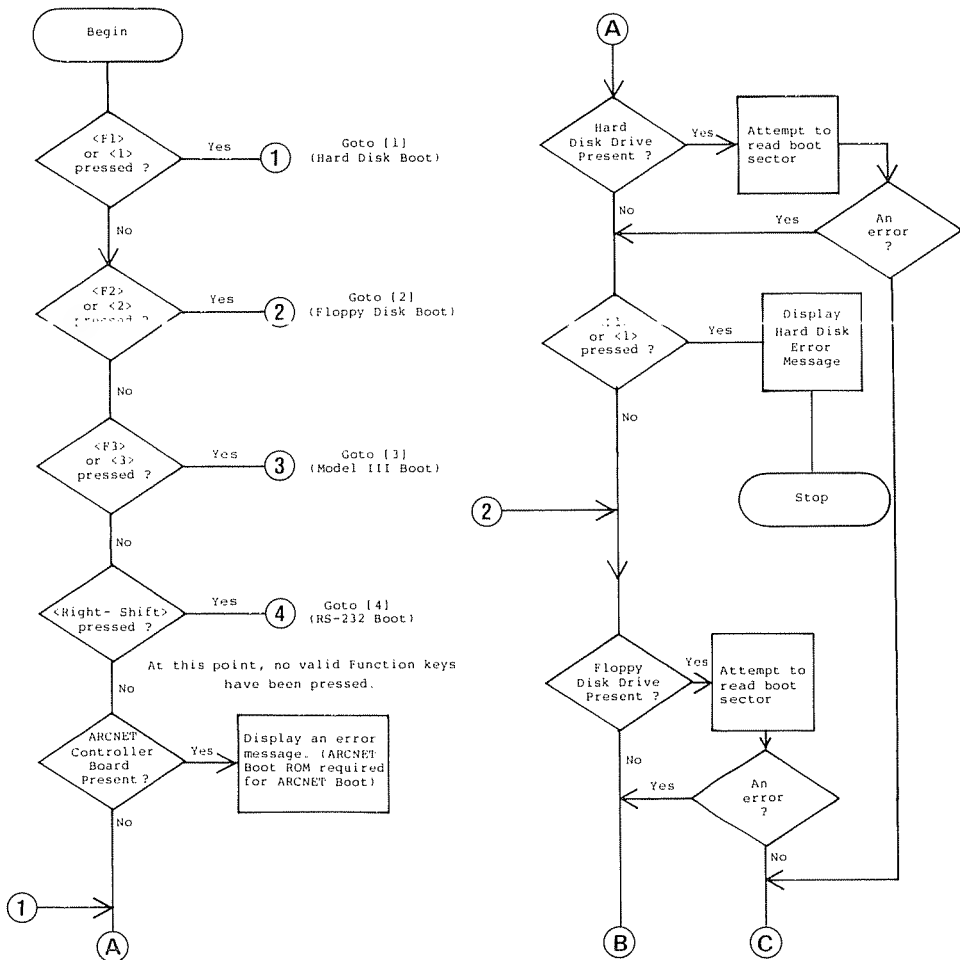 Begin
<F1>
or <1>
pressed ?
Yes
1
Goto [1]
(Hard Disk Boot)
No
<F2>
or <2>
pressed ?
Yes
2
Goto [2]
(Floppy Disk Boot)
No
<F3>
or <3>
pressed ?
Yes
3
Goto [3]
(Model III Boot)
No
<Right- Shift>
pressed ?
Yes
4
Goto [4]
(RS-232 Boot)
At this point, no valid Function keys
have been pressed.
No
ARCNET
Controller
Board
Present ?
Yes
Display an error
message. (ARCNET
Boot ROM required
for ARCNET Boot)
No
1
A
A
Hard
Disk Drive
Present ?
Yes
Attempt to
read boot
sector
No
Yes
An
error
?
or <1>
pressed ?
Yes
Display
Hard Disk
Error
Message
No
No
Stop
2
Floppy
Disk Drive
Present ?
Yes
Attempt to
read boot
sector
No
Yes
An
error
?
No
B
C